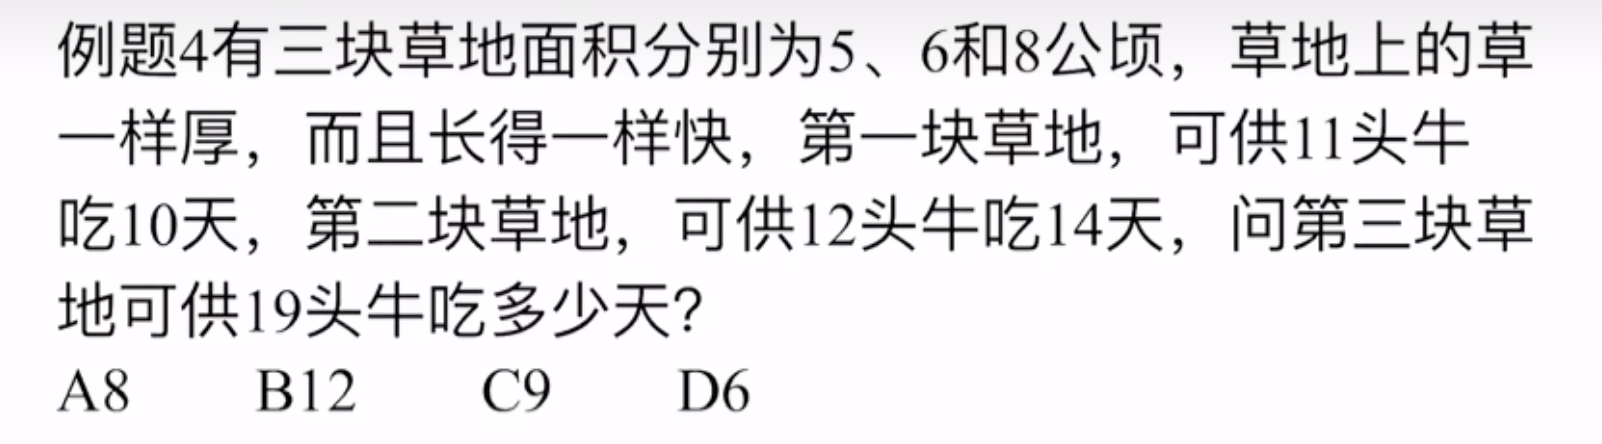 例题4有三块草地面积分别为5、6和8公顷，草地上的草
一样厚，而且长得一样快，第一块草地，可供11头牛
吃10天，第二块草地，可供12头牛吃14天，问第三块草
地可供19头牛吃多少天？
A8 B12 C9 D6